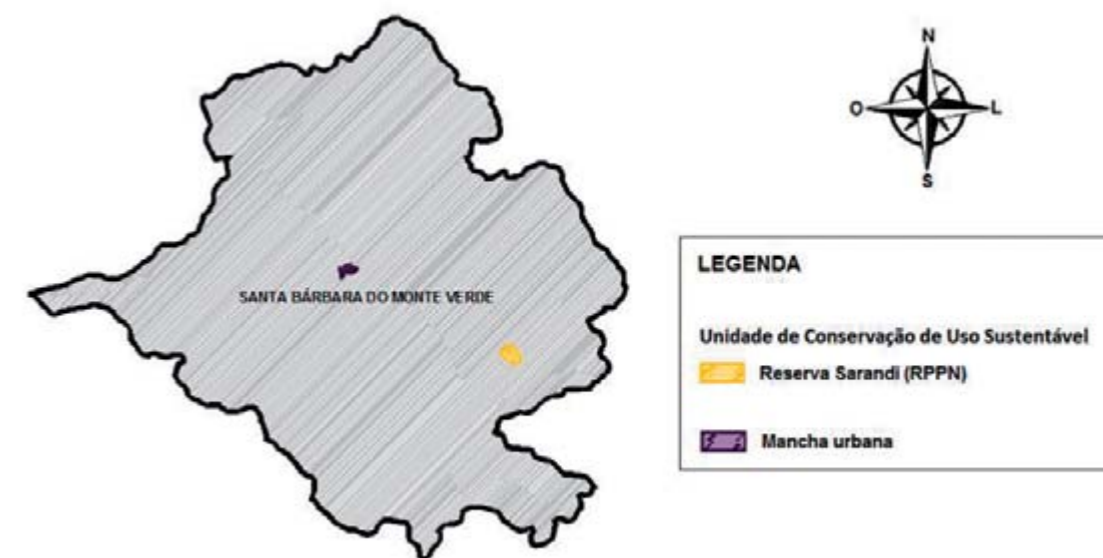 N
O L
S
SANTA BÁRBARA DO MONTE VERDE
LEGENDA
Unidade de Conservação de Uso Sustentável
Reserva Sarandi (RPPN)
Mancha urbana